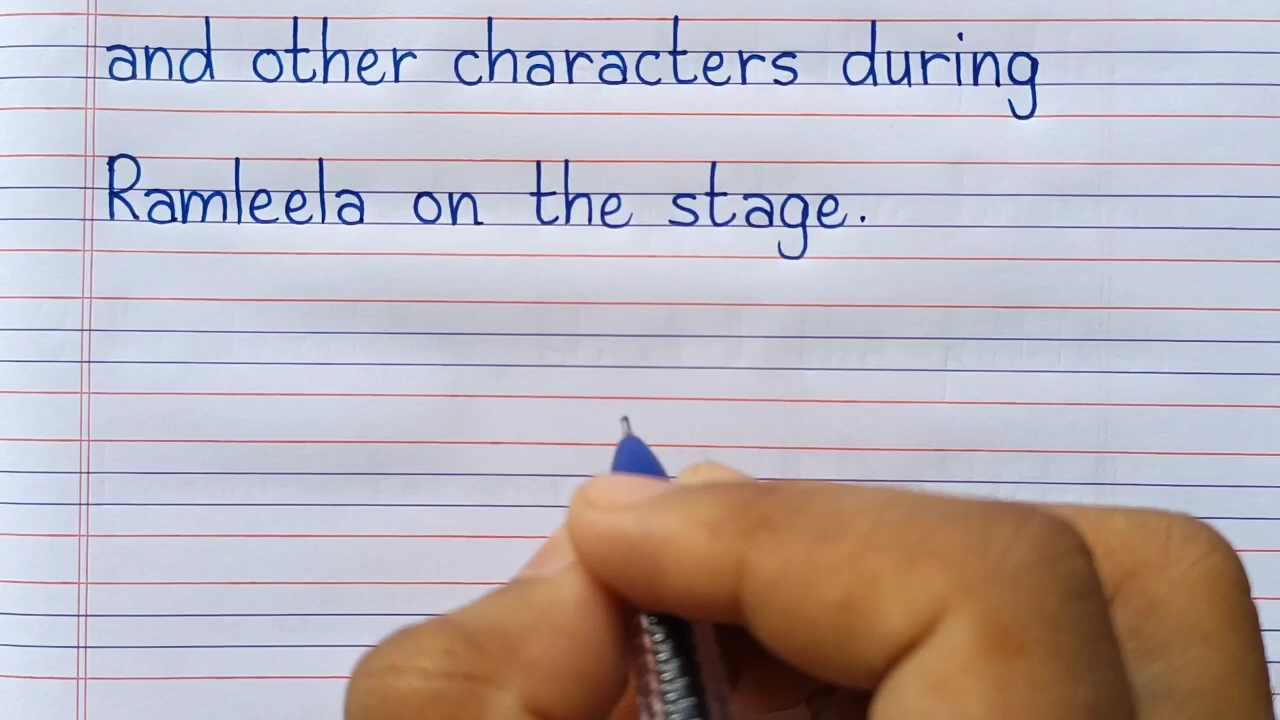 and other characters during
Ramleela on the stage.